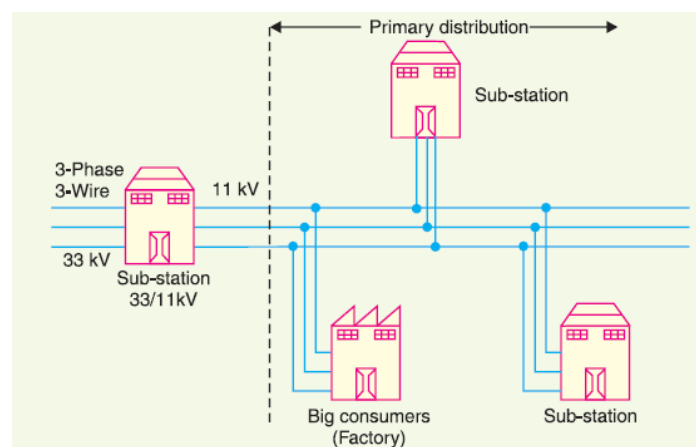 Primary distribution
Sub-station
3-Phase
3-Wire
11 kV
33 kV
Sub-station
33/11kV
Big consumers
(Factory)
Sub-station